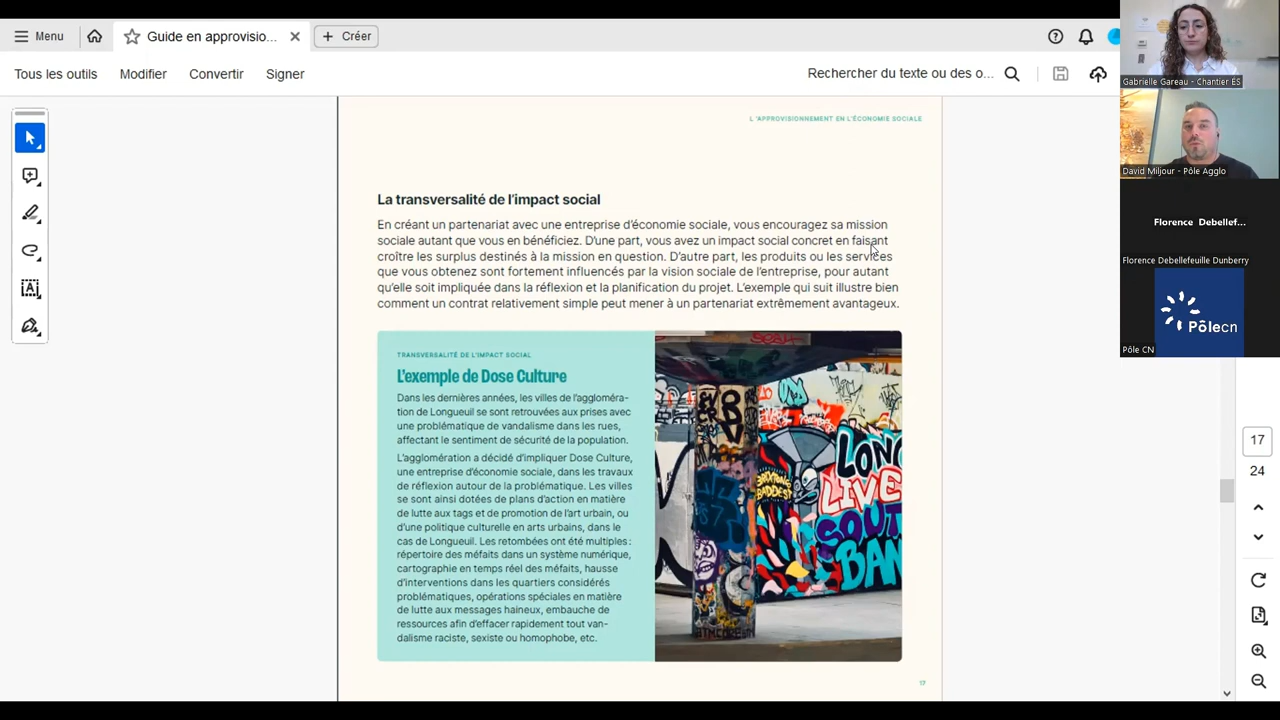 Menu
Guide en approvisio...
Créer
Tous les outils
Modifier
Convertir
Signer
Rechercher du texte ou des o...
L'APPROVISIONNEMENT EN L'ÉCONOMIE SOCIALE
La transversalité de l'impact social
En créant un partenariat avec une entreprise d'économie sociale, vous encouragez sa mission
sociale autant que vous en bénéficiez. D'une part, vous avez un impact social concret en faisant
croître les surplus destinés à la mission en question. D'autre part, les produits ou les services
que vous obtenez sont fortement influencés par la vision sociale de l'entreprise, pour autant
qu'elle soit impliquée dans la réflexion et la planification du projet. L'exemple qui suit illustre bien
comment un contrat relativement simple peut mener à un partenariat extrêmement avantageux.
TRANSVERSALITÉ DE L'IMPACT SOCIAL
L'exemple de Dose Culture
Dans les dernières années, les villes de l'aggloméra-
tion de Longueuil se sont retrouvées aux prises avec
une problématique de vandalisme dans les rues,
affectant le sentiment de sécurité de la population.
L'agglomération a décidé d'impliquer Dose Culture,
une entreprise d'économie sociale, dans les travaux
de réflexion autour de la problématique. Les villes
se sont ainsi dotées de plans d'action en matière
de lutte aux tags et de promotion de l'art urbain, ou
d'une politique culturelle en arts urbains, dans le
cas de Longueuil. Les retombées ont été multiples :
répertoire des méfaits dans un système numérique,
cartographie en temps réel des méfaits, hausse
d'interventions dans les quartiers considérés
problématiques, opérations spéciales en matière
de lutte aux messages haineux, embauche de
ressources afin d'effacer rapidement tout van-
dalisme raciste, sexiste ou homophobe, etc.
LONG
LIVE
SOUT
BAN
17
17
24
Gabrielle Gareau - Chantier ÉS
David Miljour - Pôle Agglo
Florence Debellef...
Florence Debellefeuille Dunberry
Pôlecn
Pôle CN